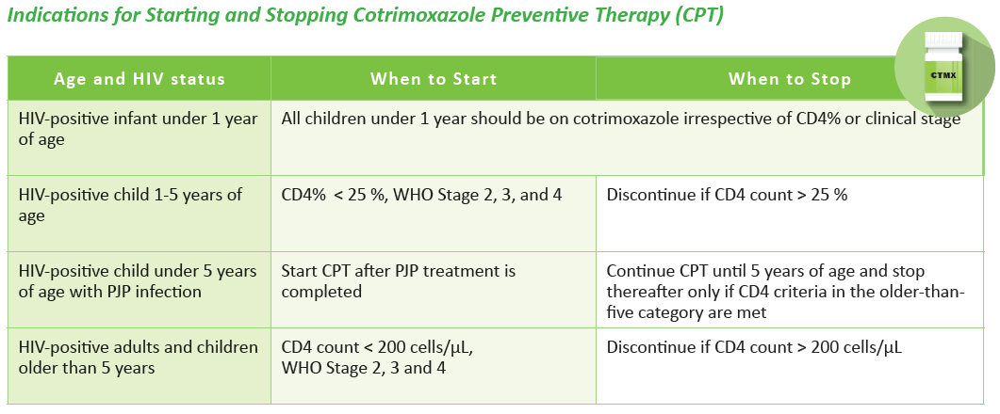 Indications for Starting and Stopping Cotrimoxazole Preventive Therapy (CPT)
CTMX
Age and HIV status
When to Start
When to Stop
HIV-positive infant under 1 year
of age
All children under 1 year should be on cotrimoxazole irrespective of CD4% or clinical stage
HIV-positive child 1-5 years of
age
CD4%  < 25 %, WHO Stage 2, 3, and 4
Discontinue if CD4 count > 25 %
HIV-positive child under 5 years
of age with PJP infection
Start CPT after PJP treatment is
completed
Continue CPT until 5 years of age and stop
thereafter only if CD4 criteria in the older-than-
five category are met
HIV-positive adults and children
older than 5 years
CD4 count < 200 cells/μL,
WHO Stage 2, 3 and 4
Discontinue if CD4 count > 200 cells/μL